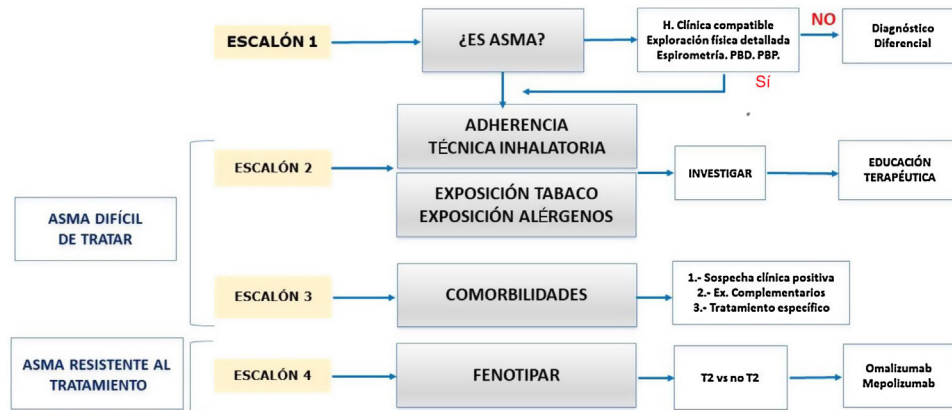 ESCALÓN 1
¿ES ASMA?
H. Clínica compatible
Exploración física detallada
Espirometría. PBD. PBP.
NO
Diagnóstico
Diferencial
Sí
ESCALÓN 2
ADHERENCIA
TÉCNICA INHALATORIA
EXPOSICIÓN TABACO
EXPOSICIÓN ALÉRGENOS
INVESTIGAR
EDUCACIÓN
TERAPÉUTICA
ASMA DIFÍCIL
DE TRATAR
ESCALÓN 3
COMORBILIDADES
1.- Sospecha clínica positiva
2.- Ex. Complementarios
3.- Tratamiento específico
ASMA RESISTENTE AL
TRATAMIENTO
ESCALÓN 4
FENOTIPAR
T2 vs no T2
Omalizumab
Mepolizumab